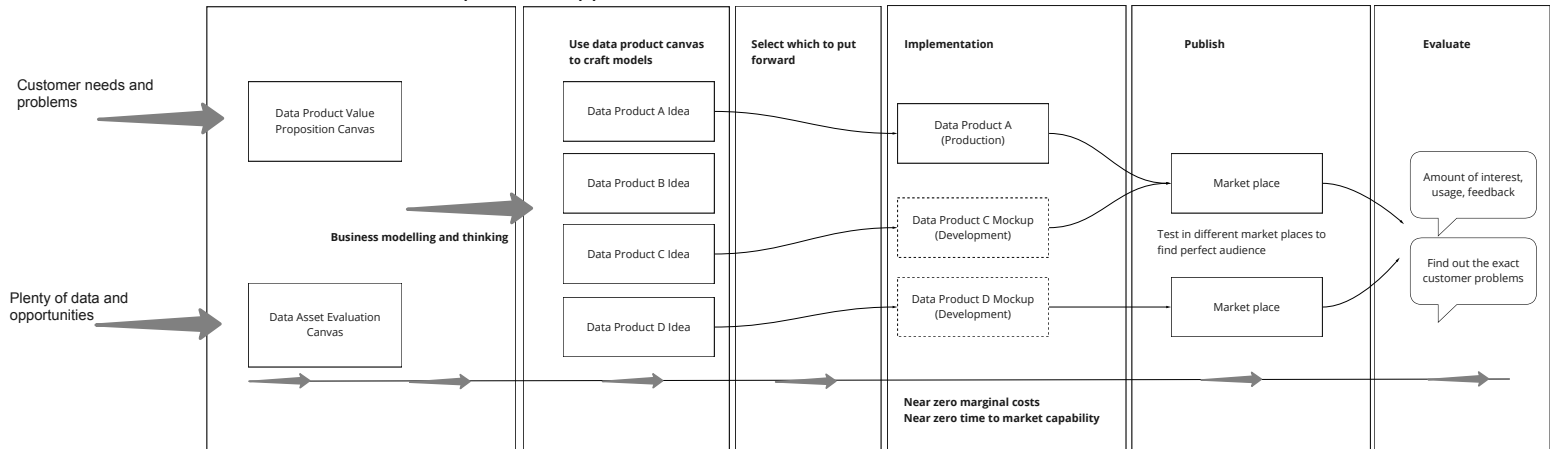 Customer needs and
problems
Plenty of data and
opportunities
Data Product Value
Proposition Canvas
Business modelling and thinking
Data Asset Evaluation
Canvas
Use data product canvas
to craft models
Data Product A Idea
Data Product B Idea
Data Product C Idea
Data Product D Idea
Select which to put
forward
Implementation
Data Product A
(Production)
Data Product C Mockup
(Development)
Data Product D Mockup
(Development)
Near zero marginal costs
Near zero time to market capability
Publish
Market place
Test in different market places to
find perfect audience
Market place
Evaluate
Amount of interest,
usage, feedback
Find out the exact
customer problems